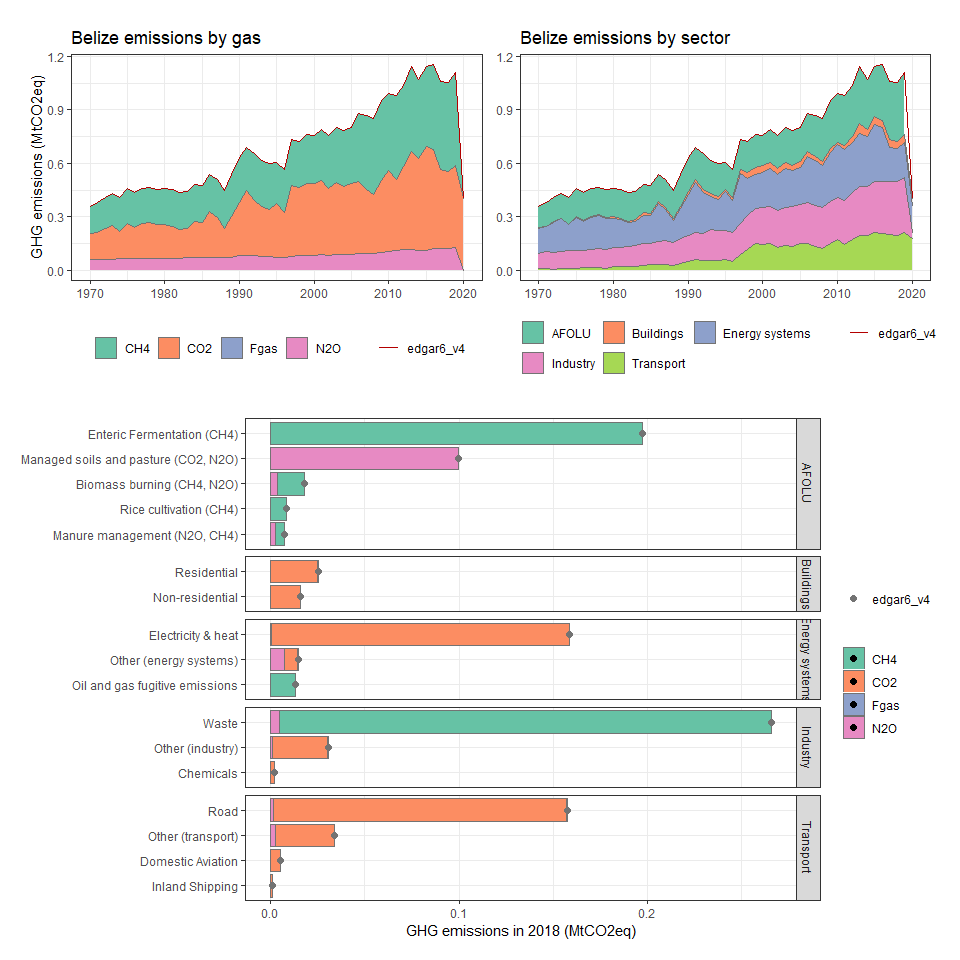 Belize emissions by gas
GHG emissions (MtCO2eq)
1.2
0.9
0.6
0.3
0.0
1970 1980 1990 2000 2010 2020
CH4 CO2 Fgas N2O edgar6_v4
Belize emissions by sector
1.2
0.9
0.6
0.3
0.0
1970 1980 1990 2000 2010 2020
AFOLU Buildings Energy systems edgar6_v4
Industry Transport
Enteric Fermentation (CH4)
Managed soils and pasture (CO2, N2O)
Biomass burning (CH4, N2O)
Rice cultivation (CH4)
Manure management (N2O, CH4)
AFOLU
Residential
Non-residential
Buildings
Electricity & heat
Other (energy systems)
Oil and gas fugitive emissions
Energy systems
Waste
Other (industry)
Chemicals
Industry
Road
Other (transport)
Domestic Aviation
Inland Shipping
Transport
0.0 0.1 0.2
GHG emissions in 2018 (MtCO2eq)
edgar6_v4
CH4
CO2
Fgas
N2O